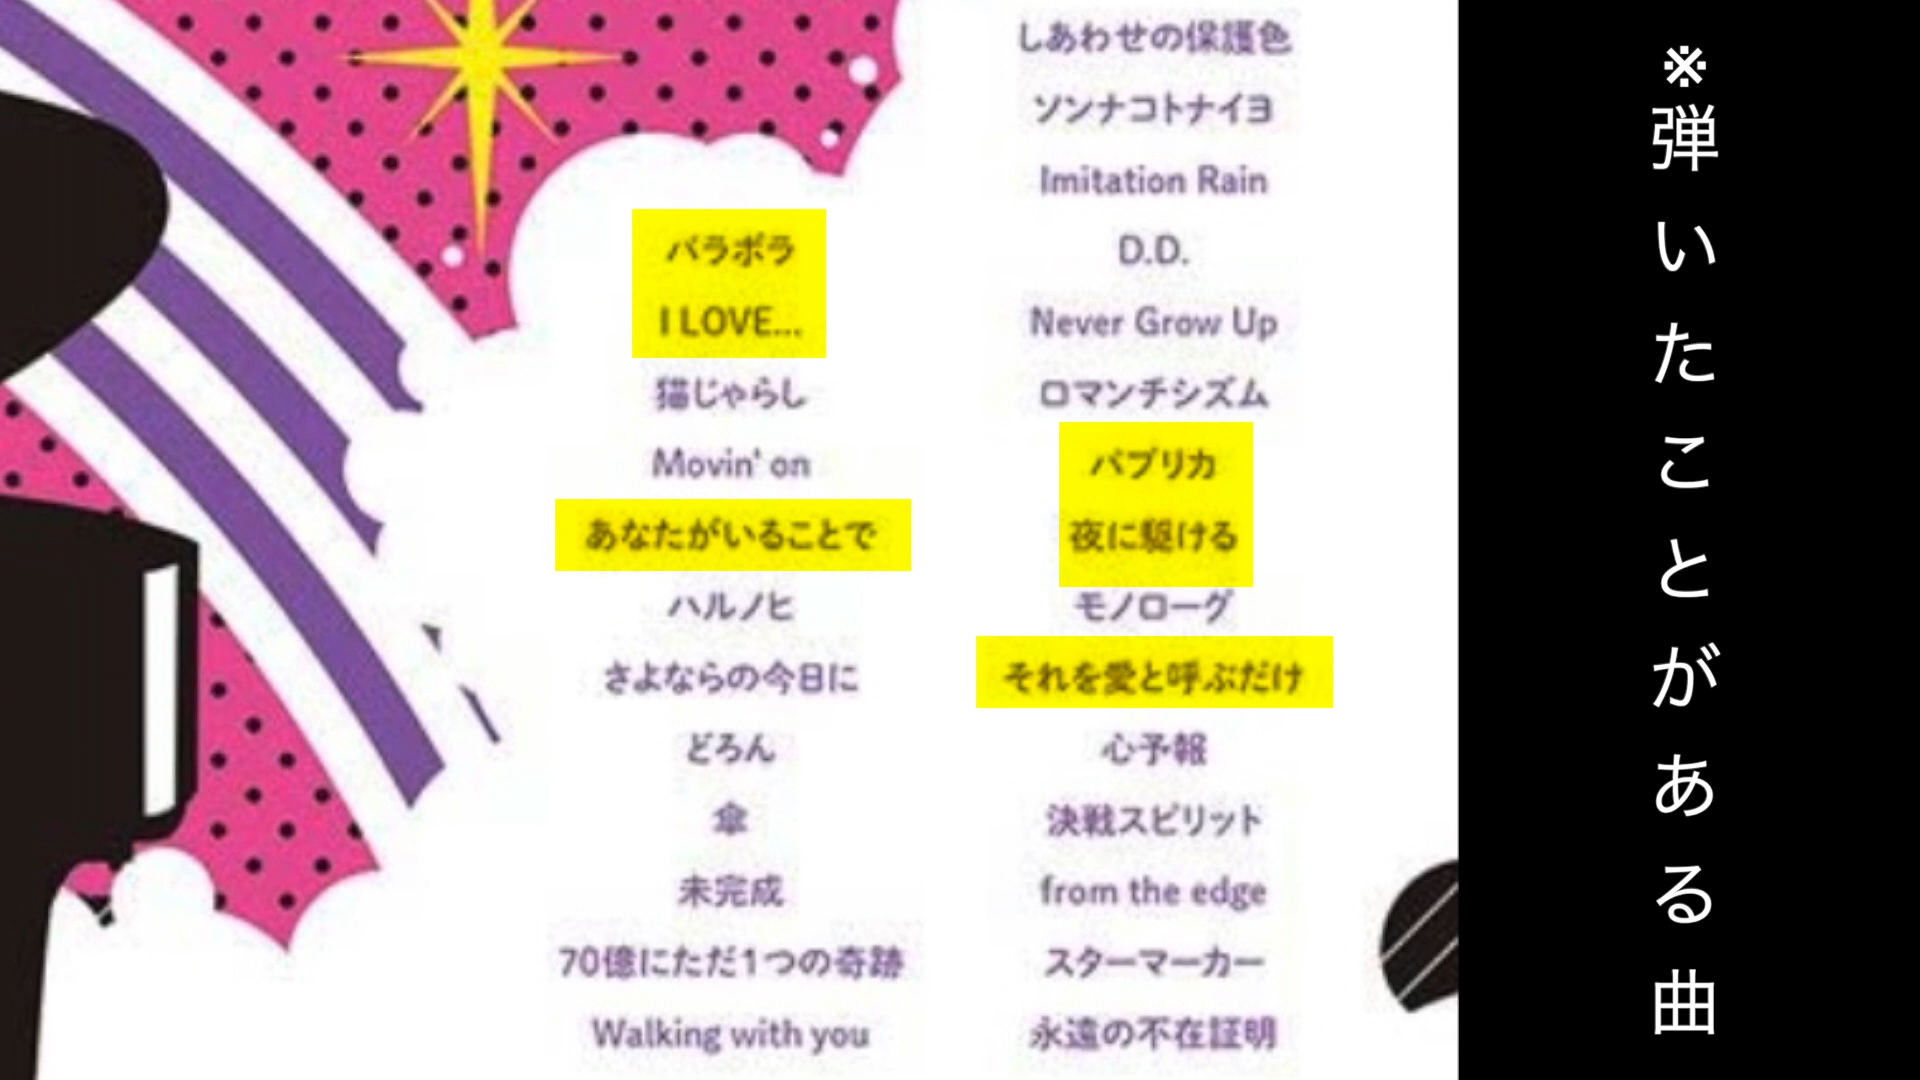 パラボラ
I LOVE...
猫じゃらし
Movin' on
あなたがいることで
ハルノヒ
さよならの今日に
どろん
傘
未完成
70億にただ1つの奇跡
Walking with you
しあわせの保護色
ソンナコトナイヨ
Imitation Rain
D.D.
Never Grow Up
ロマンチシズム
パプリカ
夜に駆ける
モノローグ
それを愛と呼ぶだけ
心予報
決戦スピリット
from the edge
スターマーカー
永遠の不在証明
※弾いたことがある曲